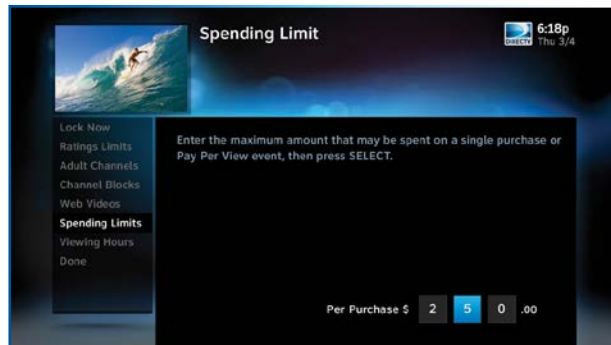 Spending Limit
DIRECTV
6:18p
Thu 3/4
Lock Now
Ratings Limits
Adult Channels
Channel Blocks
Web Videos
Spending Limits
Viewing Hours
Done
Enter the maximum amount that may be spent on a single purchase or
Pay Per View event, then press SELECT.
Per Purchase $ 2 5 0 .00